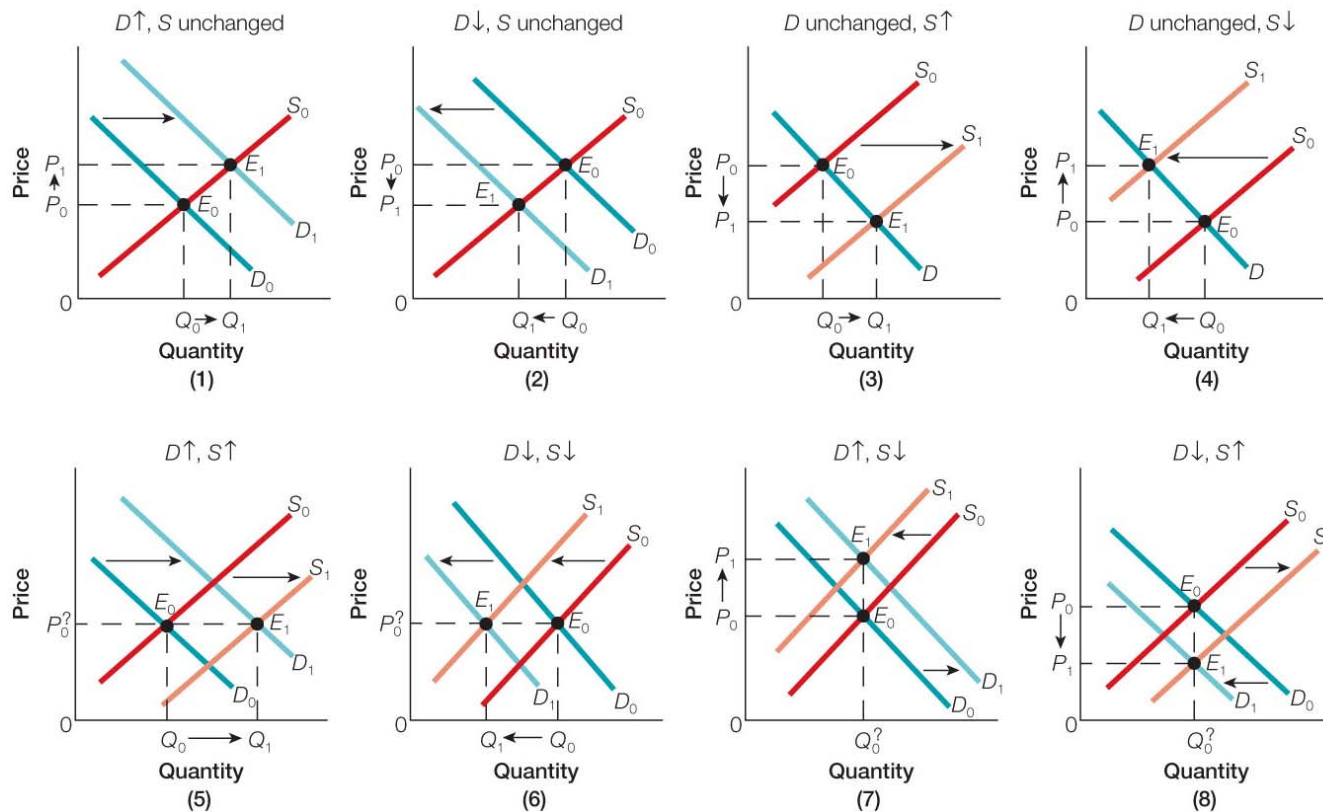 D↑, S unchanged
D↓, S unchanged
D unchanged, S↑
D unchanged, S↓
Price
P₁
P₀
S₀
E₁
E₀
D₁
D₀
0
Q₀ → Q₁
Quantity
(1)
Price
P₀
P₁
S₀
E₀
E₁
D₀
D₁
0
Q₁ ← Q₀
Quantity
(2)
Price
P₀
P₁
S₀
S₁
E₀
E₁
D
0
Q₀ → Q₁
Quantity
(3)
Price
P₁
P₀
S₁
S₀
E₁
E₀
D
0
Q₁ ← Q₀
Quantity
(4)
D↑, S↑
D↓, S↓
D↑, S↓
D↓, S↑
Price
P₀?
S₀
S₁
E₀
E₁
D₁
D₀
0
Q₀ → Q₁
Quantity
(5)
Price
P₀?
S₁
S₀
E₁
E₀
D₁
D₀
0
Q₁ ← Q₀
Quantity
(6)
Price
P₁
P₀
S₁
S₀
E₁
E₀
D₁
D₀
0
Q₀?
Quantity
(7)
Price
P₀
P₁
S₀
S
E₀
E₁
D₁
D₀
0
Q₀?
Quantity
(8)